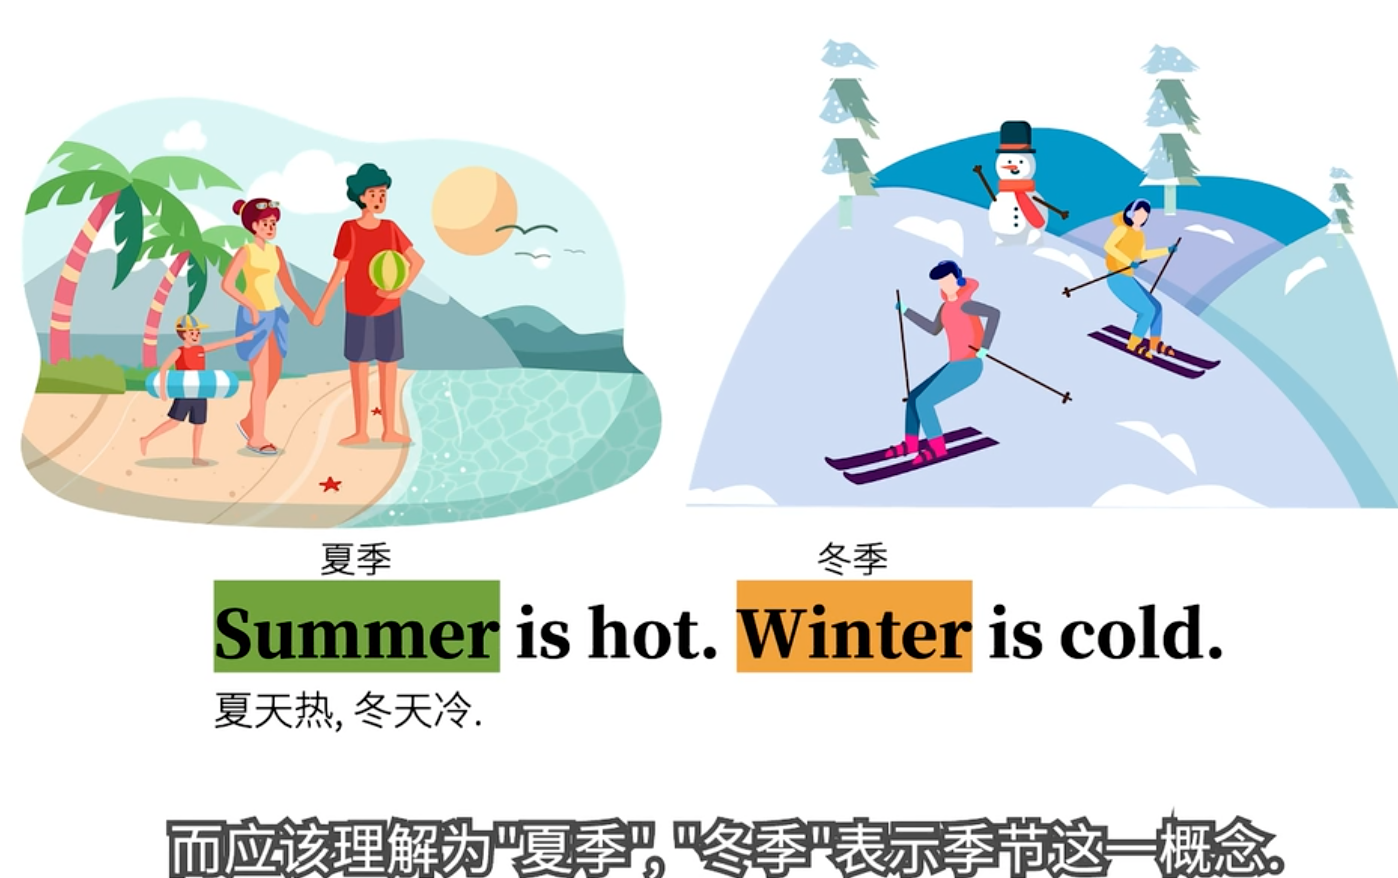 夏季 冬季
Summer is hot. Winter is cold.
夏天热, 冬天冷.
而应该理解为"夏季", "冬季"表示季节这一概念.